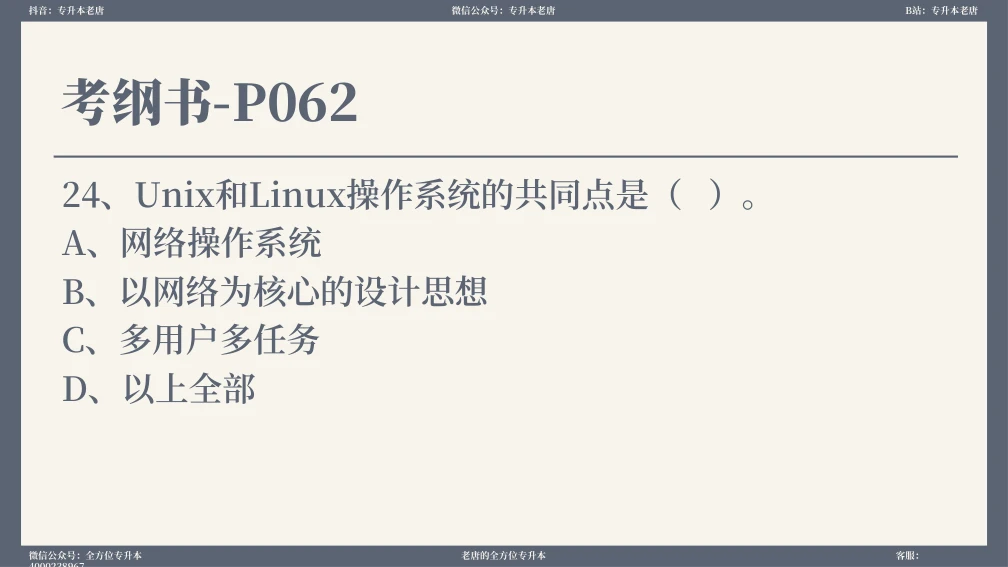 抖音：专升本老唐
微信公众号：专升本老唐
B站：专升本老唐
考纲书-P062
24、Unix和Linux操作系统的共同点是（ ）。
A、网络操作系统
B、以网络为核心的设计思想
C、多用户多任务
D、以上全部
微信公众号：全方位专升本
老唐的全方位专升本
客服：
4000238967